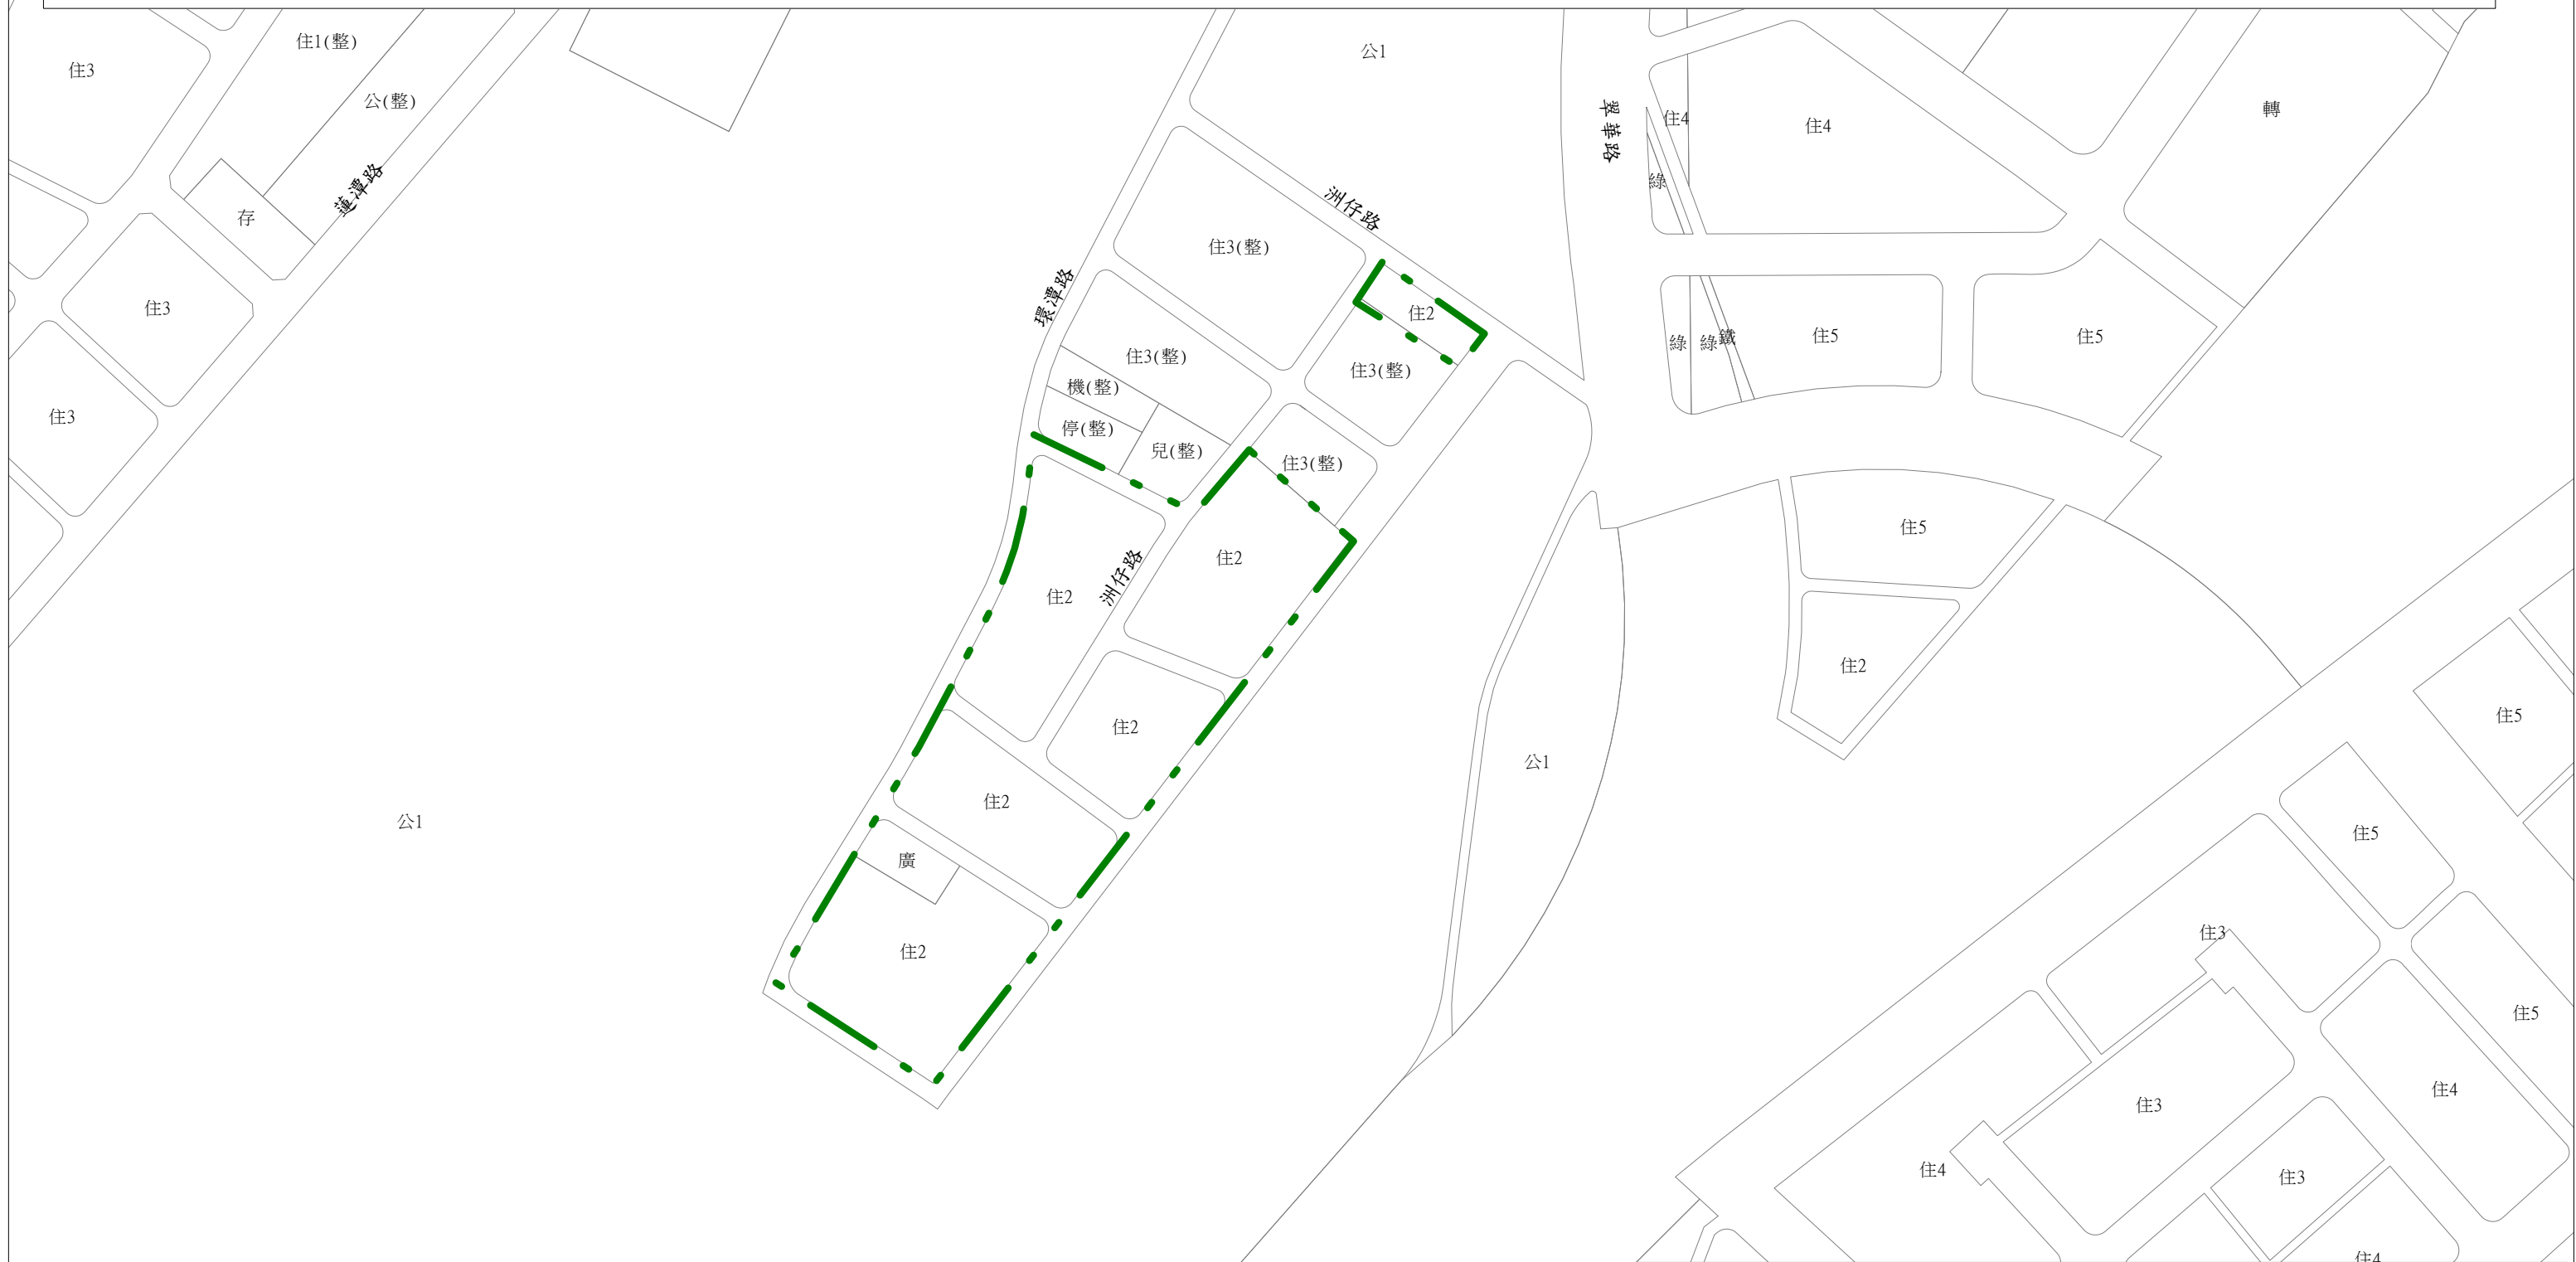 住1(整)
公1
住3
公(整)
轉
住4
住4
翠華路
綠
蓮潭路
存
洲仔路
住3(整)
環潭路
住3
住2
綠
綠
鐵
住5
住5
住3(整)
住3(整)
機(整)
住3
停(整)
兒(整)
住3(整)
住5
住2
洲仔路
住2
住2
住5
住2
公1
住2
公1
住5
廣
住3
住2
住5
住4
住3
住4
住3
住4